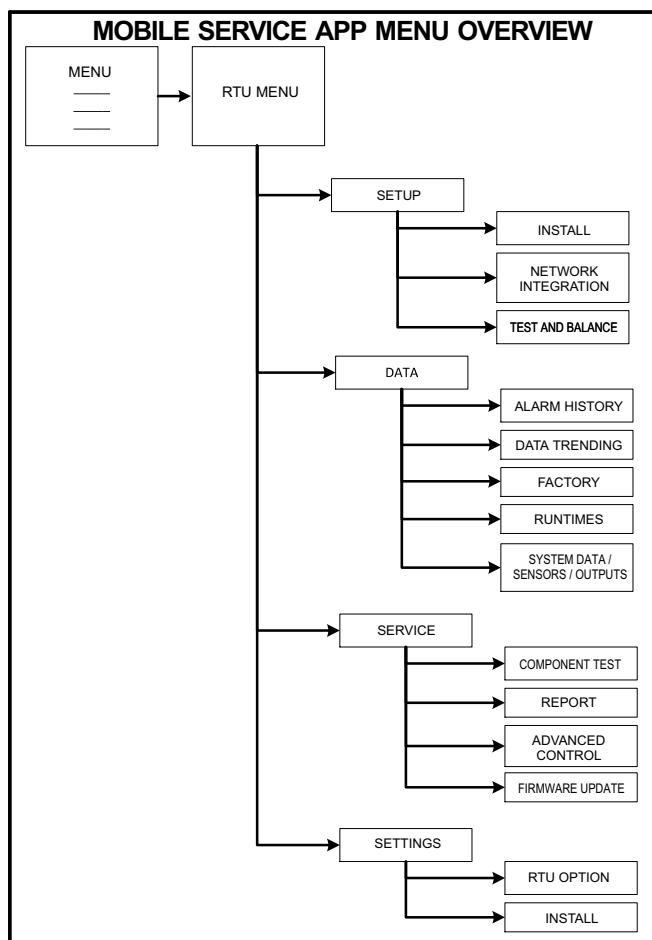 MOBILE SERVICE APP MENU OVERVIEW
MENU
RTU MENU
SETUP
INSTALL
NETWORK
INTEGRATION
TEST AND BALANCE
DATA
ALARM HISTORY
DATA TRENDING
FACTORY
RUNTIMES
SYSTEM DATA /
SENSORS / OUTPUTS
SERVICE
COMPONENT TEST
REPORT
ADVANCED
CONTROL
FIRMWARE UPDATE
SETTINGS
RTU OPTION
INSTALL